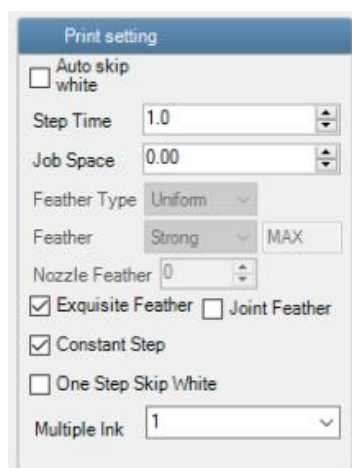 Print setting
Auto skip
white
Step Time 1.0
Job Space 0.00
Feather Type Uniform
Feather Strong MAX
Nozzle Feather 0
Exquisite Feather Joint Feather
Constant Step
One Step Skip White
Multiple Ink 1